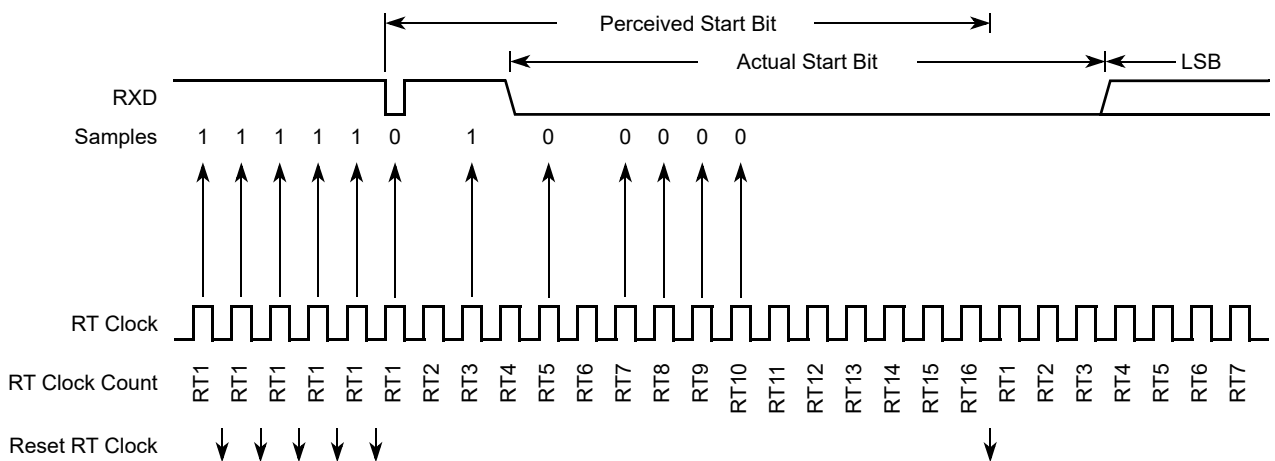 Perceived Start Bit
Actual Start Bit
LSB
RXD
Samples 1 1 1 1 1 0 1 0 0 0 0 0
RT Clock
RT Clock Count RT1 RT1 RT1 RT1 RT1 RT1 RT2 RT3 RT4 RT5 RT6 RT7 RT8 RT9 RT10 RT11 RT12 RT13 RT14 RT15 RT16 RT1 RT2 RT3 RT4 RT5 RT6 RT7
Reset RT Clock